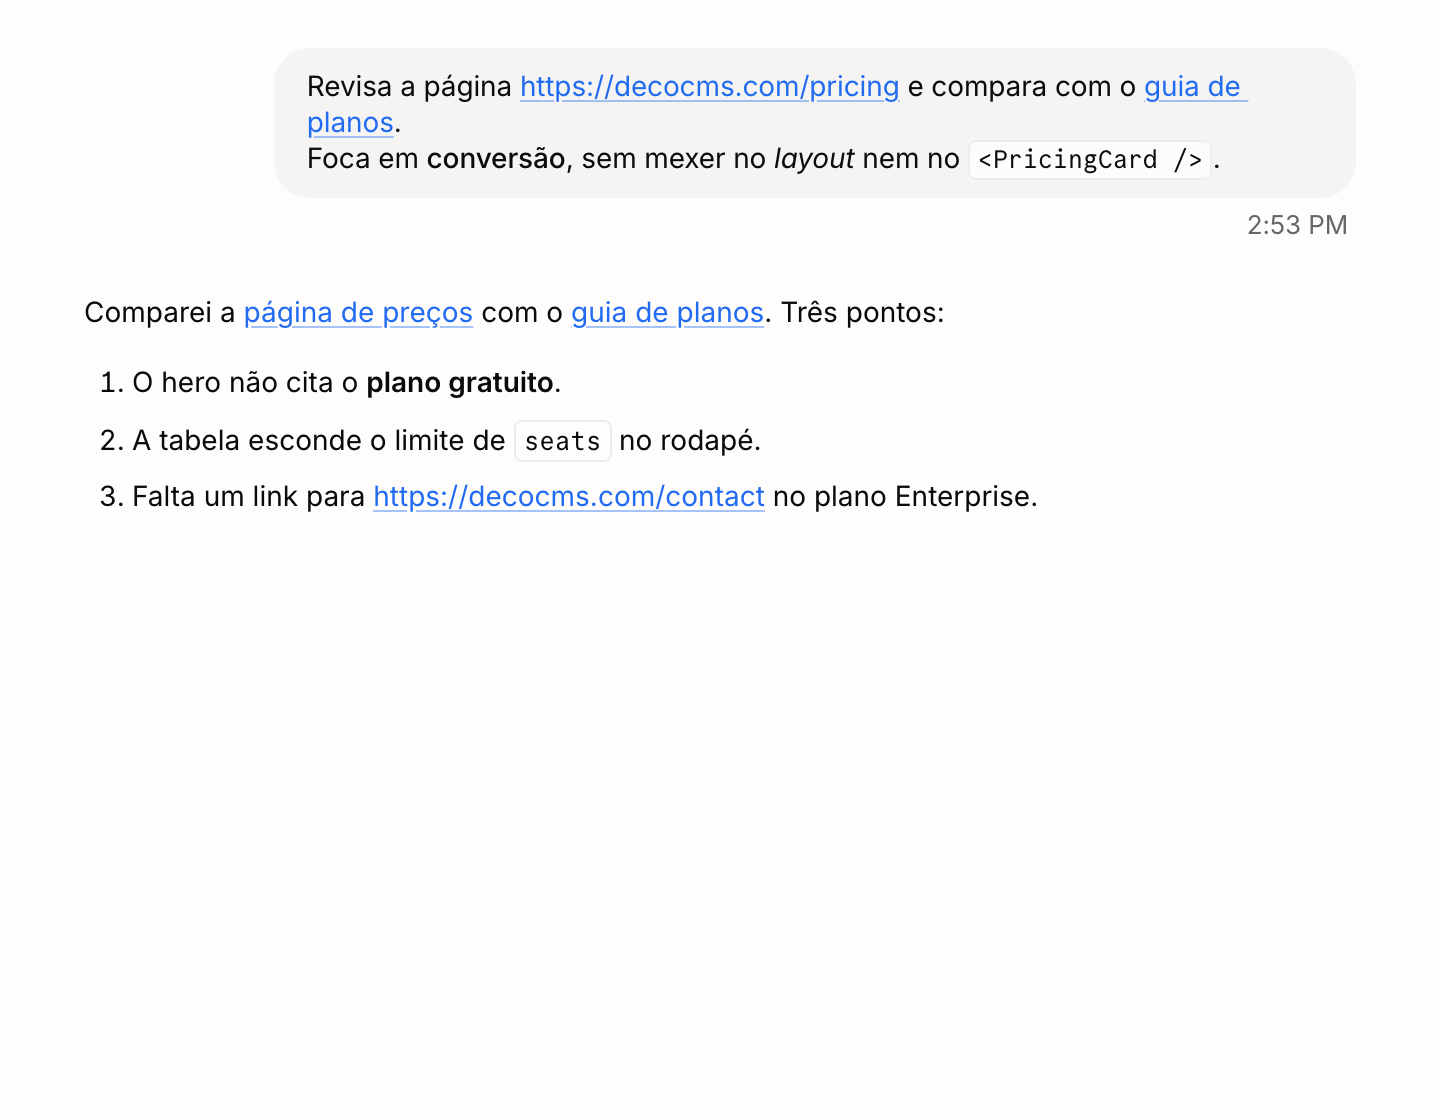 Revisa a página https://decocms.com/pricing e compara com o guia de
planos.
Foca em conversão, sem mexer no layout nem no <PricingCard />.
2:53 PM
Comparei a página de preços com o guia de planos. Três pontos:
1. O hero não cita o plano gratuito.
2. A tabela esconde o limite de seats no rodapé.
3. Falta um link para https://decocms.com/contact no plano Enterprise.